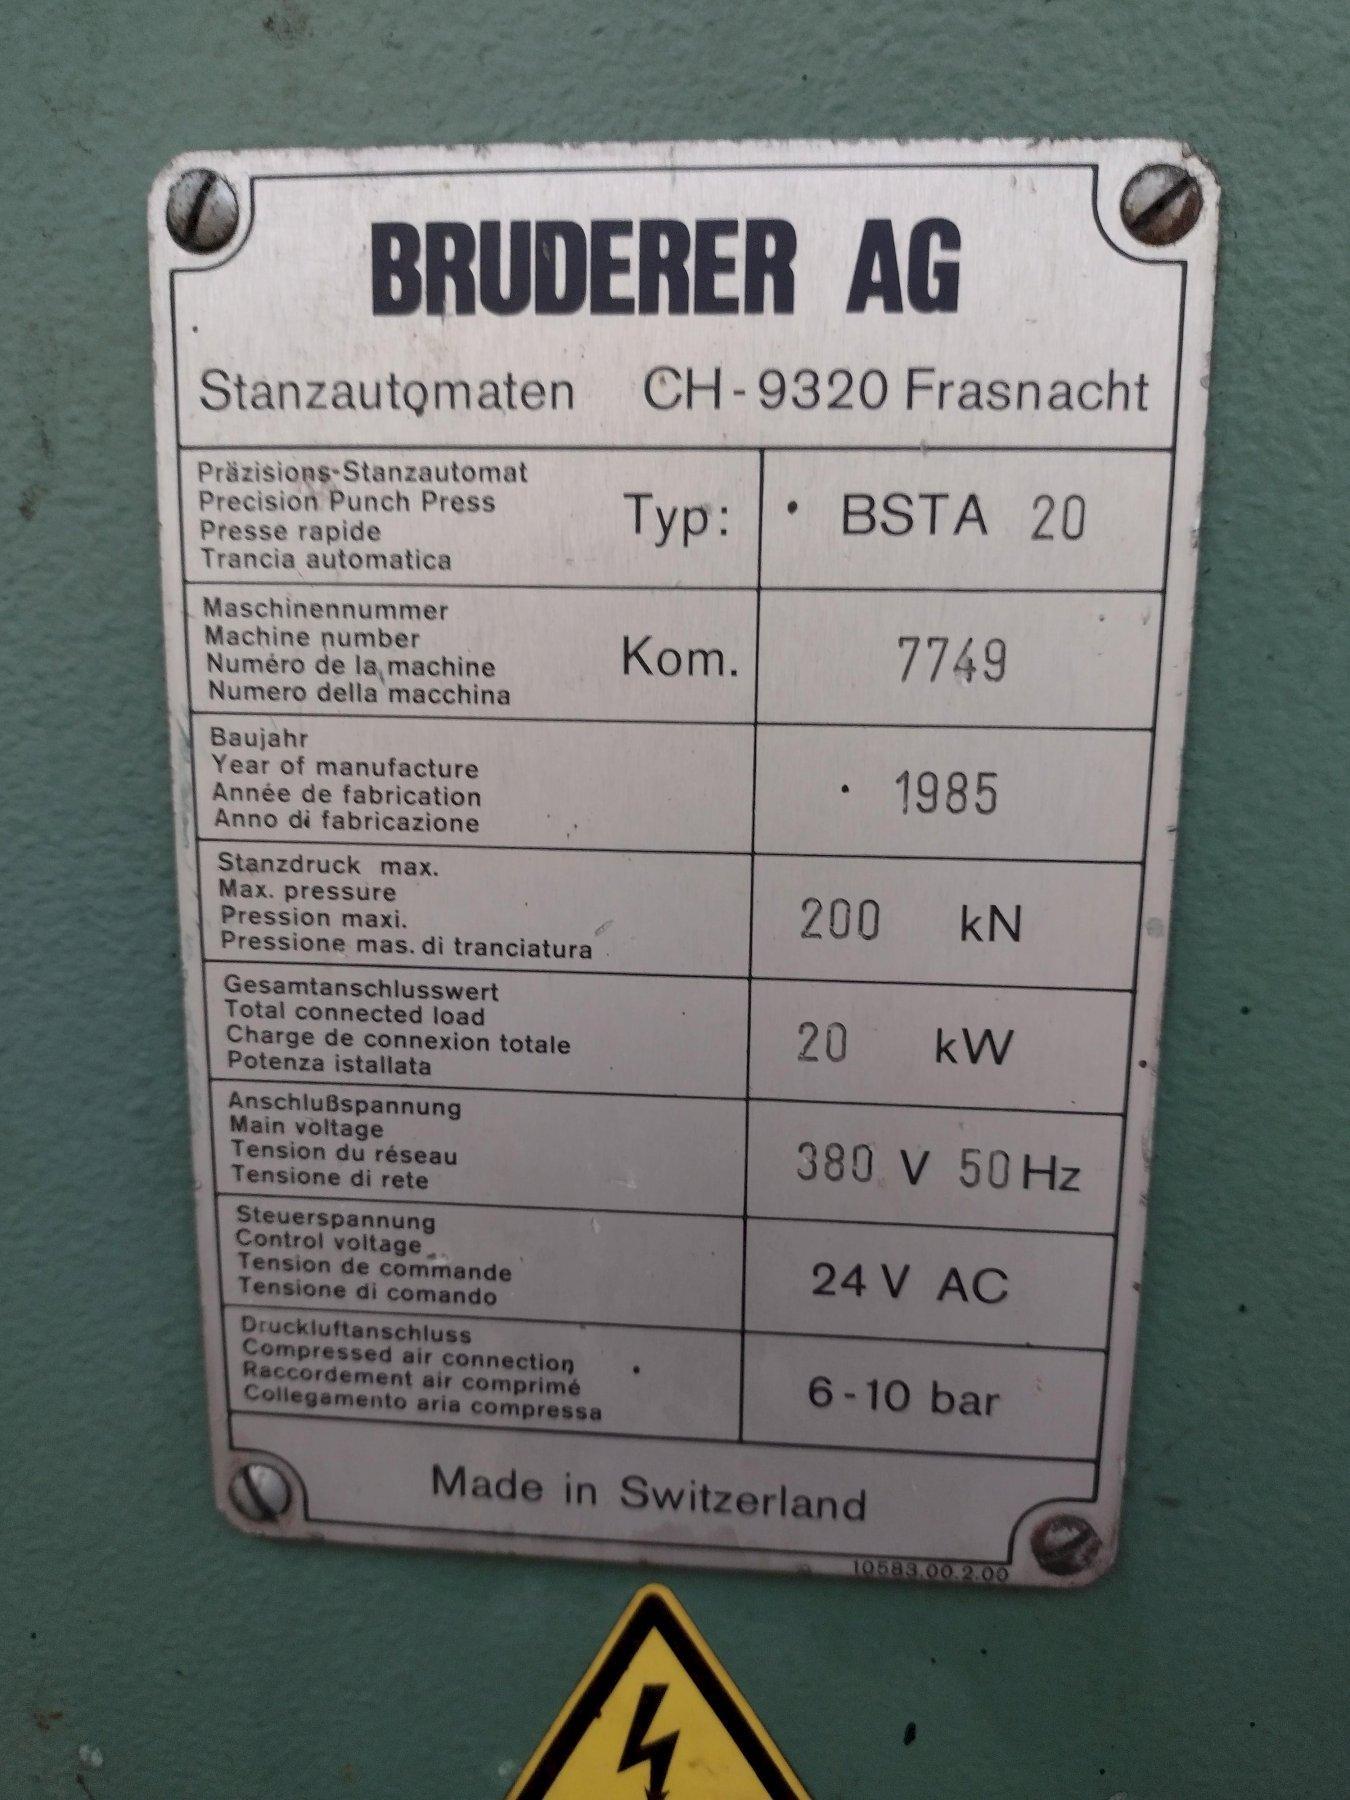 BRUDERER AG
Stanzautomaten CH-9320 Frasnacht
Präzisions-Stanzautomat
Precision Punch Press
Presse rapide
Trancia automatica
Typ: BSTA 20
Maschinennummer
Machine number
Numéro de la machine
Numero della macchina
Kom. 7749
Baujahr
Year of manufacture
Année de fabrication
Anno di fabricazione
1985
Stanzdruck max.
Max. pressure
Pression maxi.
Pressione mas. di tranciatura
200 kN
Gesamtanschlusswert
Total connected load
Charge de connexion totale
Potenza istallata
20 kW
Anschlußspannung
Main voltage
Tension du réseau
Tensione di rete
380 V 50 Hz
Steuerspannung
Control voltage
Tension de commande
Tensione di comando
24 V AC
Druckluftanschluss
Compressed air connection
Raccordement air comprimé
Collegamento aria compressa
6-10 bar
Made in Switzerland
10583.00.2.00